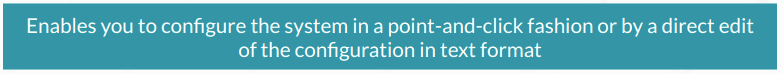 Enables you to configure the system in a point-and-click fashion or by a direct edit
of the configuration in text format